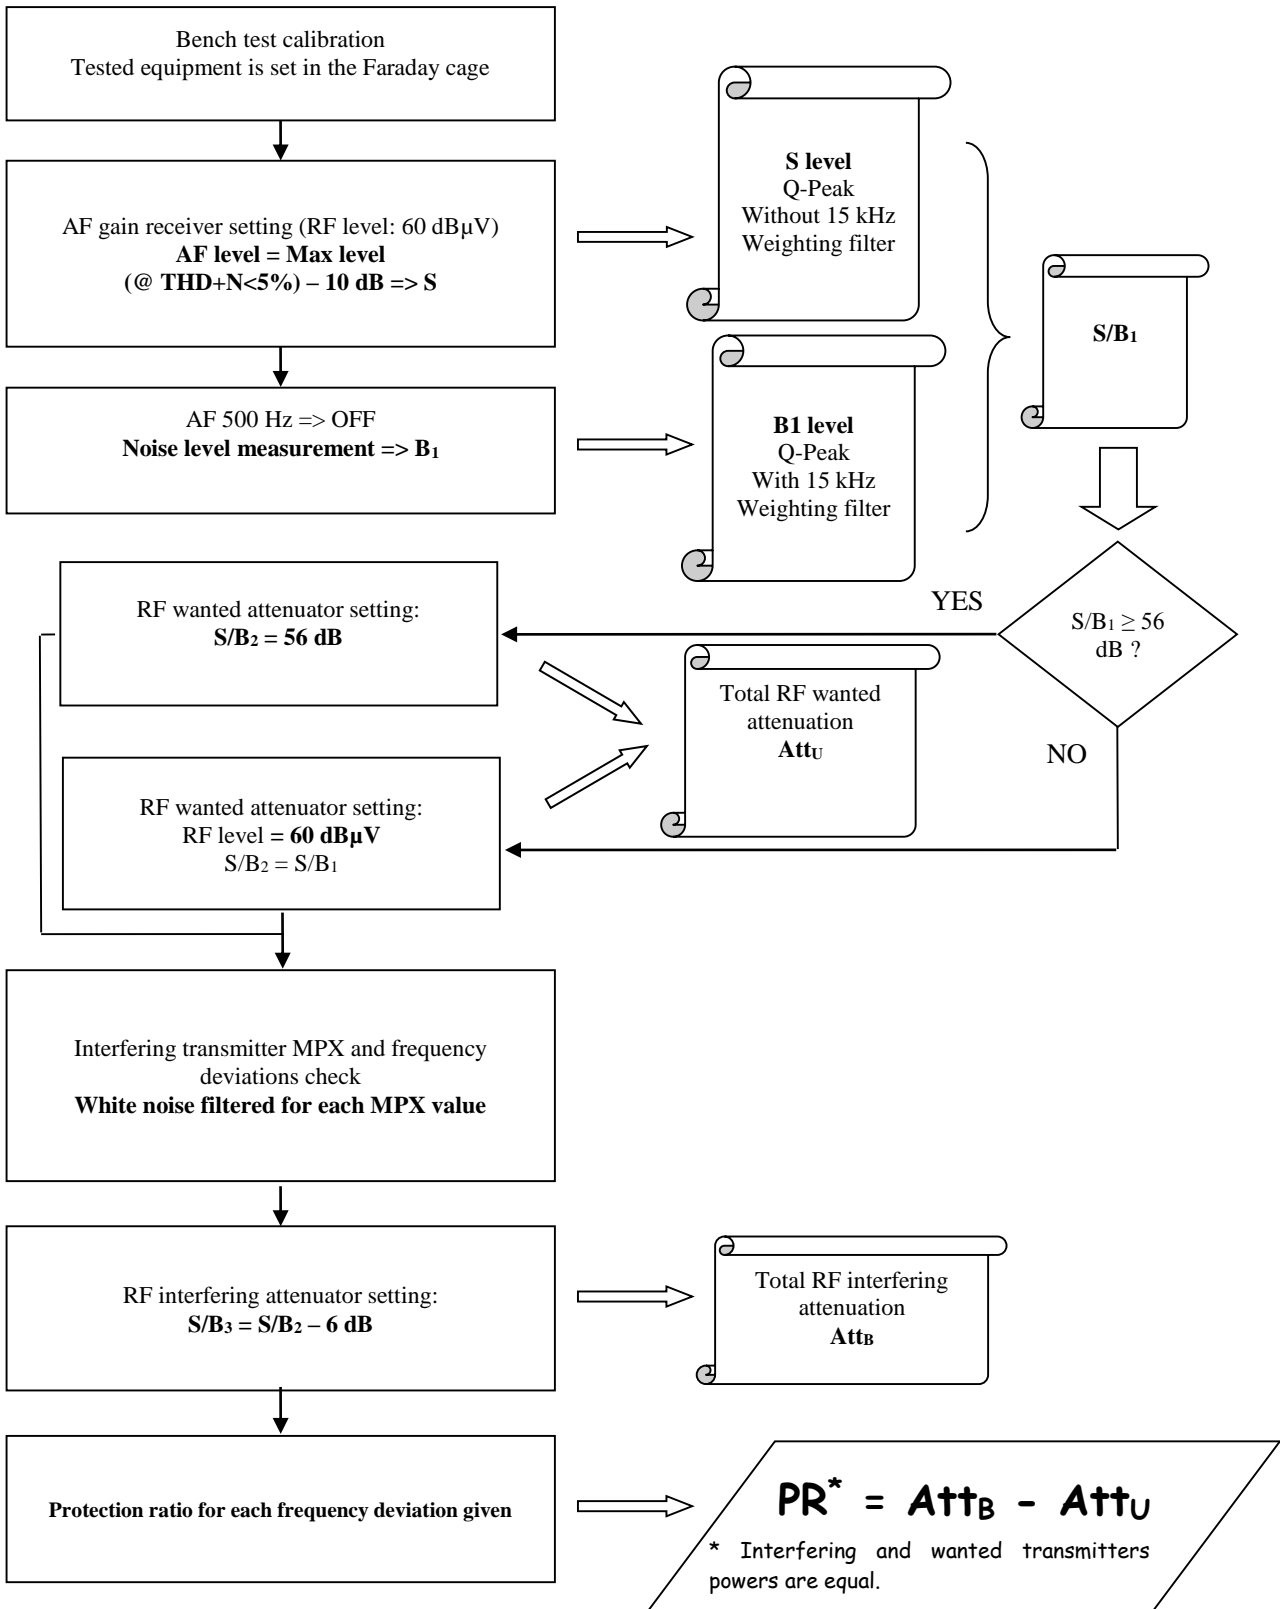 Bench test calibration
Tested equipment is set in the Faraday cage
AF gain receiver setting (RF level: 60 dBµV)
AF level = Max level
(@ THD+N<5%) – 10 dB => S
S level
Q-Peak
Without 15 kHz
Weighting filter
AF 500 Hz => OFF
Noise level measurement => B1
B1 level
Q-Peak
With 15 kHz
Weighting filter
S/B1
S/B1 ≥ 56
dB ?
YES
NO
RF wanted attenuator setting:
S/B2 = 56 dB
RF wanted attenuator setting:
RF level = 60 dBµV
S/B2 = S/B1
Total RF wanted
attenuation
AttU
Interfering transmitter MPX and frequency
deviations check
White noise filtered for each MPX value
RF interfering attenuator setting:
S/B3 = S/B2 – 6 dB
Total RF interfering
attenuation
AttB
Protection ratio for each frequency deviation given
PR* = AttB - AttU
* Interfering and wanted transmitters
powers are equal.